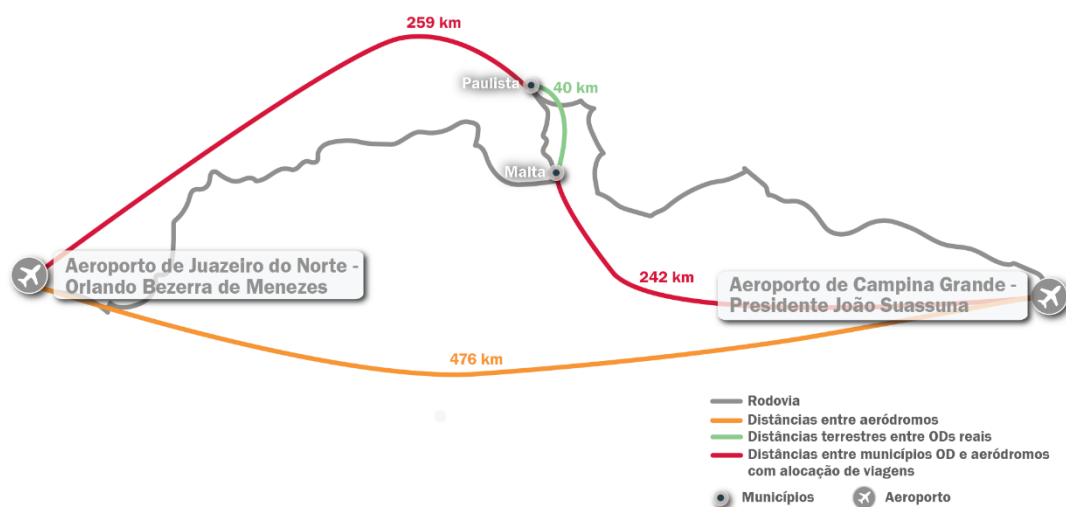 259 km
Paulista
40 km
Malta
Aeroporto de Juazeiro do Norte -
Orlando Bezerra de Menezes
242 km
Aeroporto de Campina Grande -
Presidente João Suassuna
476 km
Rodovia
Distâncias entre aeródromos
Distâncias terrestres entre ODs reais
Distâncias entre municípios OD e aeródromos
com alocação de viagens
Municípios
Aeroporto